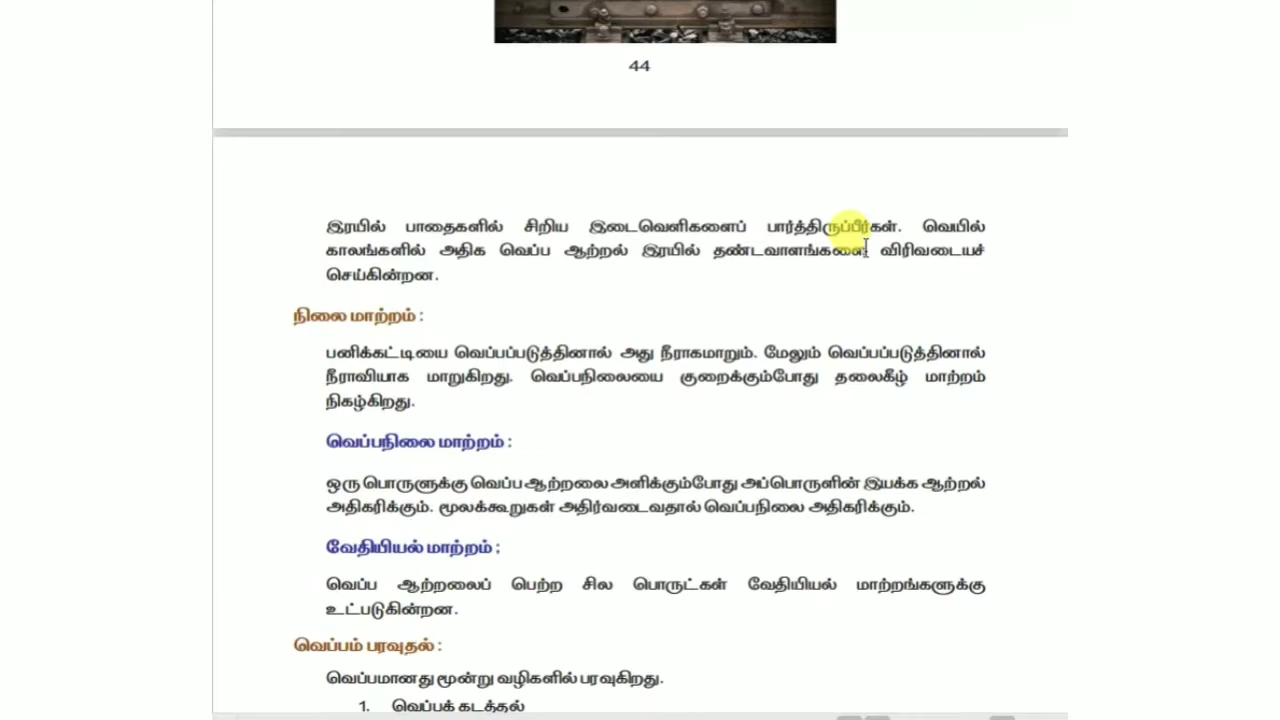 44
இரயில் பாதைகளில் சிறிய இடைவெளிகளைப் பார்த்திருப்பீர்கள். வெயில்
காலங்களில் அதிக வெப்ப ஆற்றல் இரயில் தண்டவாளங்களை விரிவடையச்
செய்கின்றன.
நிலை மாற்றம் :
பனிக்கட்டியை வெப்பப்படுத்தினால் அது நீராகமாறும். மேலும் வெப்பப்படுத்தினால்
நீராவியாக மாறுகிறது. வெப்பநிலையை குறைக்கும்போது தலைகீழ் மாற்றம்
நிகழ்கிறது.
வெப்பநிலை மாற்றம் :
ஒரு பொருளுக்கு வெப்ப ஆற்றலை அளிக்கும்போது அப்பொருளின் இயக்க ஆற்றல்
அதிகரிக்கும். மூலக்கூறுகள் அதிர்வடைவதால் வெப்பநிலை அதிகரிக்கும்.
வேதியியல் மாற்றம் ;
வெப்ப ஆற்றலைப் பெற்ற சில பொருட்கள் வேதியியல் மாற்றங்களுக்கு
உட்படுகின்றன.
வெப்பம் பரவுதல் :
வெப்பமானது மூன்று வழிகளில் பரவுகிறது.
1. வெப்பக் கடத்தல்